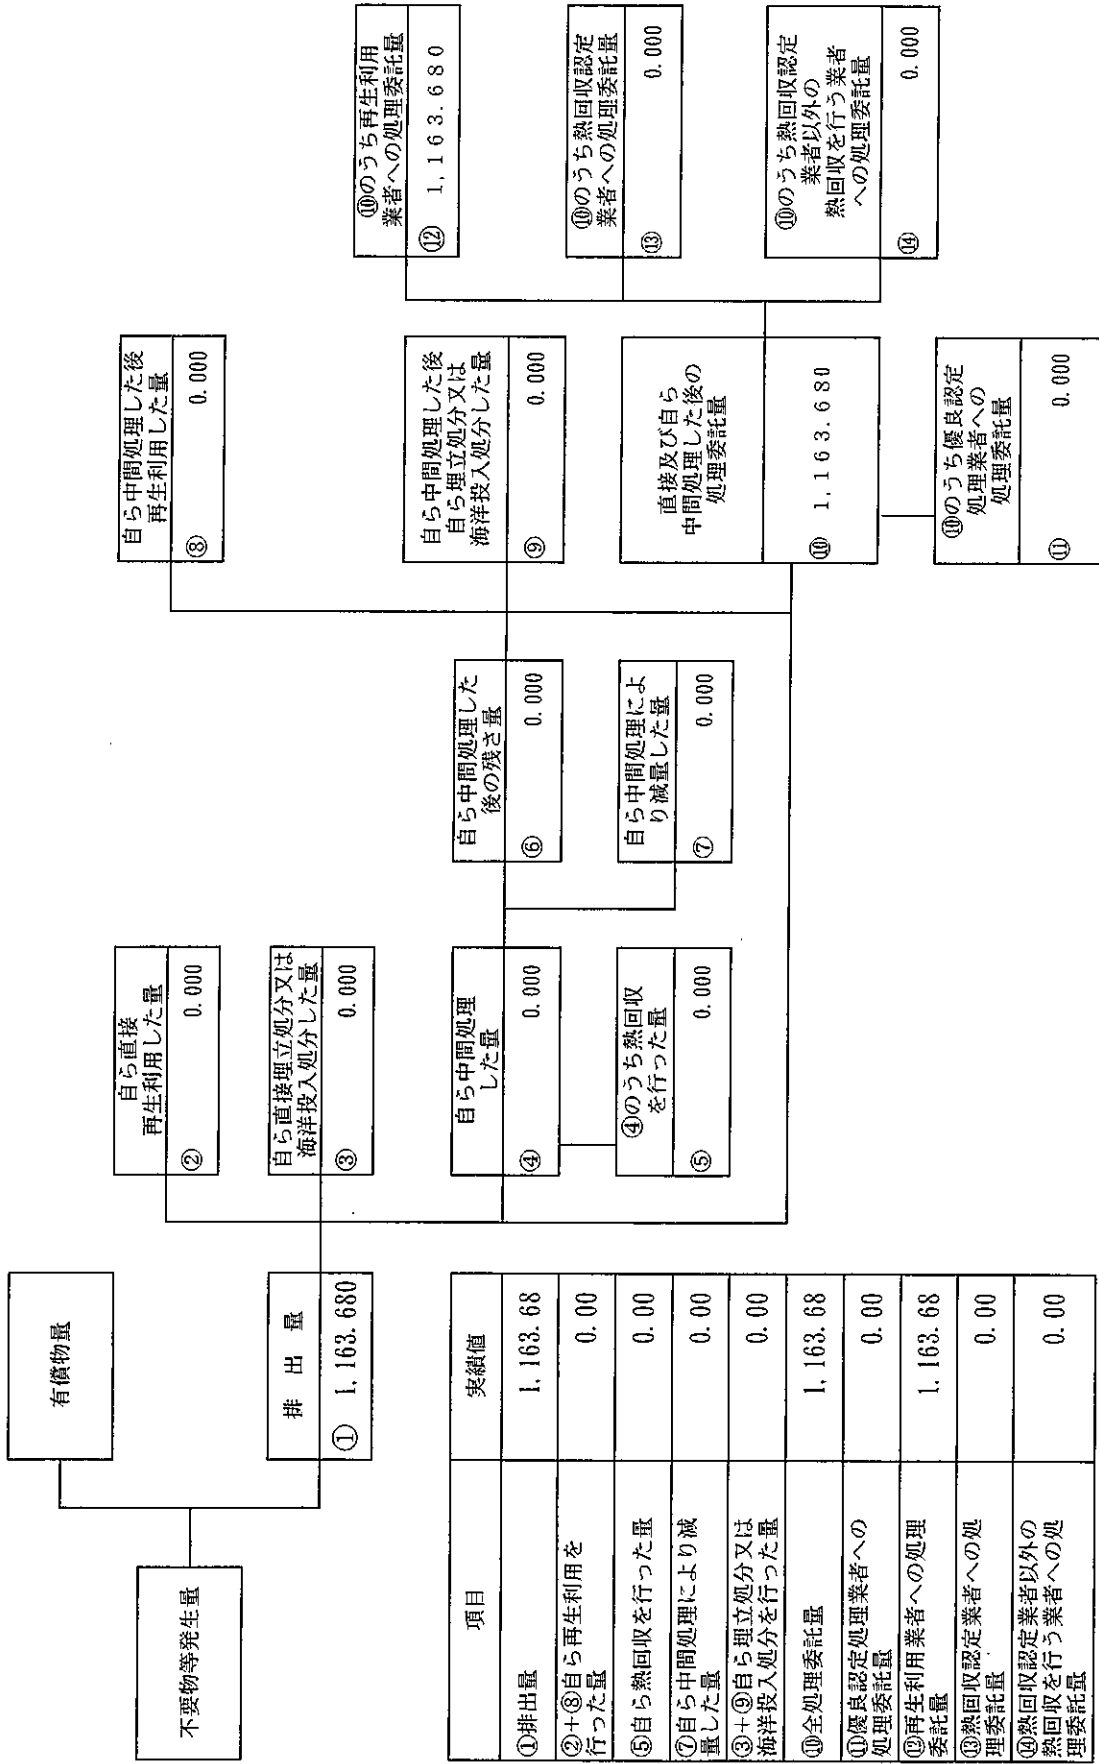 不要物等発生量
有償物量
排出量
① 1,163.680
自ら直接
再生利用した量
② 0.000
自ら直接埋立処分又は
海洋投入処分した量
③ 0.000
自ら中間処理
した量
④ 0.000
④のうち熱回収
を行った量
⑤ 0.000
自ら中間処理した
後の残さ量
⑥ 0.000
自ら中間処理によ
り減量した量
⑦ 0.000
自ら中間処理した後
再生利用した量
⑧ 0.000
自ら中間処理した後
自ら埋立処分又は
海洋投入処分した量
⑨ 0.000
直接及び自ら
中間処理した後の
処理委託量
⑩ 1,163.680
⑩のうち優良認定
処理業者への
処理委託量
⑪ 0.000
⑩のうち再生利用
業者への処理委託量
⑫ 1,163.680
⑩のうち熱回収認定
業者への処理委託量
⑬ 0.000
⑩のうち熱回収認定
業者以外の
熱回収を行う業者
への処理委託量
⑭ 0.000
項目 実績値
①排出量 1,163.68
②+⑧自ら再生利用を
行った量 0.00
⑤自ら熱回収を行った量 0.00
⑦自ら中間処理により減
量した量 0.00
③+⑨自ら埋立処分又は
海洋投入処分を行った量 0.00
⑩全処理委託量 1,163.68
⑪優良認定処理業者への
処理委託量 0.00
⑫再生利用業者への処理
委託量 1,163.68
⑬熱回収認定業者への処
理委託量 0.00
⑭熱回収認定業者以外の
熱回収を行う業者への処
理委託量 0.00